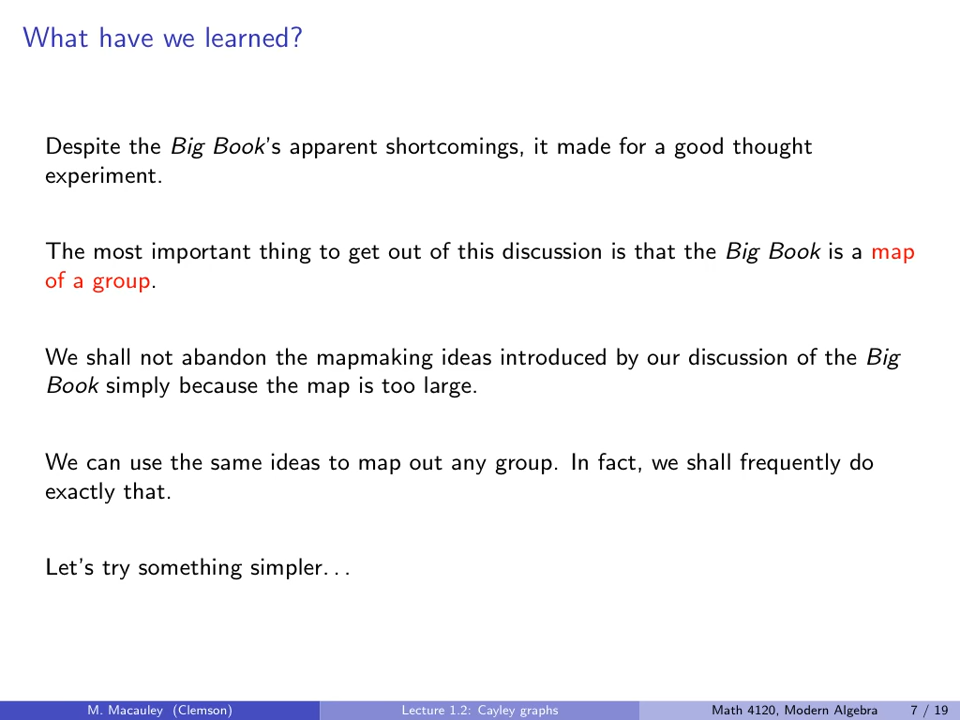 What have we learned?
Despite the Big Book's apparent shortcomings, it made for a good thought
experiment.
The most important thing to get out of this discussion is that the Big Book is a map
of a group.
We shall not abandon the mapmaking ideas introduced by our discussion of the Big
Book simply because the map is too large.
We can use the same ideas to map out any group. In fact, we shall frequently do
exactly that.
Let's try something simpler...
M. Macauley (Clemson) Lecture 1.2: Cayley graphs Math 4120, Modern Algebra 7 / 19